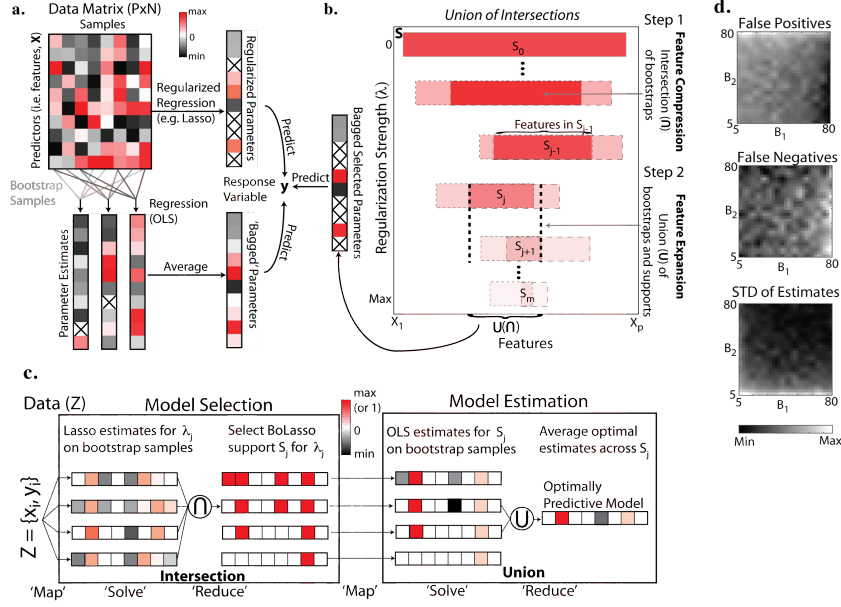 a.
Data Matrix (PxN)
Samples
max
0
min
Predictors (i.e. features, X)
Regularized
Regression
(e.g. Lasso)
Regularized Parameters
Predict
Bootstrap
Samples
Regression
(OLS)
Response
Variable
y
Predict
Predict
Parameter Estimates
Average
'Bagged' Parameters
Bagged Selected Parameters
b.
Union of Intersections
S
0
S0
Features in Sj-1
Sj-1
Sj
Sj+1
Sm
Max
Regularization Strength (λ)
X1
U(∩)
Xp
Features
Step 1
Feature Compression
Intersection (∩)
of bootstraps
Step 2
Feature Expansion
Union (U) of
bootstraps and supports
c.
Data (Z)
Model Selection
max
(or 1)
0
min
Model Estimation
Lasso estimates for λj
on bootstrap samples
Select BoLasso
support Sj for λj
OLS estimates for Sj
on bootstrap samples
Average optimal
estimates across Sj
Z = {xi, yi}
∩
U
Optimally
Predictive Model
Intersection
Union
'Map'
'Solve'
'Reduce'
'Map'
'Solve'
'Reduce'
d.
False Positives
80
B2
5
5
B1
80
False Negatives
80
B2
5
5
B1
80
STD of Estimates
80
B2
5
5
B1
80
Min
Max